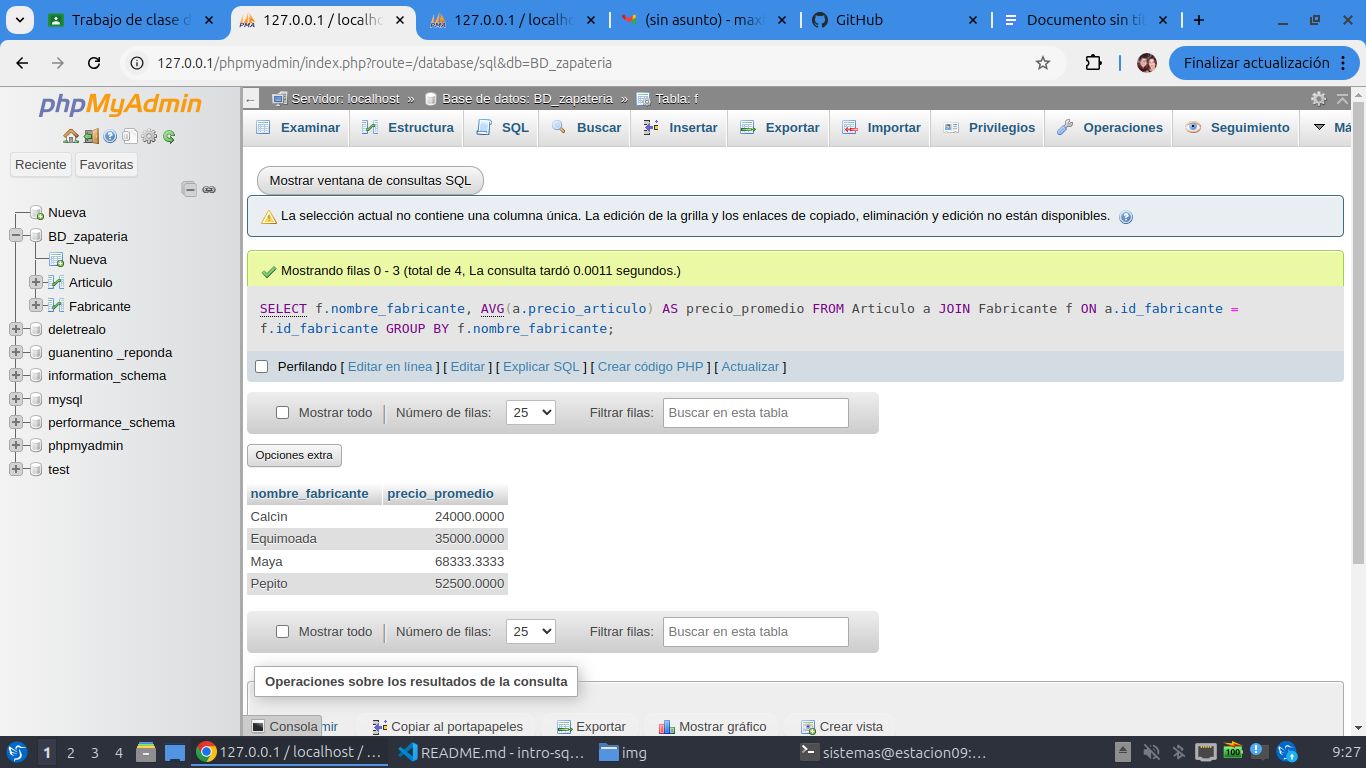 Trabajo de clase d
127.0.0.1 / localho
127.0.0.1 / localho
(sin asunto) - maxi
GitHub
Documento sin tít
127.0.0.1/phpmyadmin/index.php?route=/database/sql&db=BD_zapateria
Finalizar actualización
phpMyAdmin
Reciente
Favoritas
Nueva
BD_zapateria
Nueva
Articulo
Fabricante
deletrealo
guanentino _reponda
information_schema
mysql
performance_schema
phpmyadmin
test
Servidor: localhost » Base de datos: BD_zapateria » Tabla: f
Examinar Estructura SQL Buscar Insertar Exportar Importar Privilegios Operaciones Seguimiento Má
Mostrar ventana de consultas SQL
La selección actual no contiene una columna única. La edición de la grilla y los enlaces de copiado, eliminación y edición no están disponibles.
Mostrando filas 0 - 3 (total de 4, La consulta tardó 0.0011 segundos.)
SELECT f.nombre_fabricante, AVG(a.precio_articulo) AS precio_promedio FROM Articulo a JOIN Fabricante f ON a.id_fabricante =
f.id_fabricante GROUP BY f.nombre_fabricante;
Perfilando [ Editar en línea ] [ Editar ] [ Explicar SQL ] [ Crear código PHP ] [ Actualizar ]
Mostrar todo | Número de filas: 25 Filtrar filas: Buscar en esta tabla
Opciones extra
nombre_fabricante precio_promedio
Calcìn 24000.0000
Equimoada 35000.0000
Maya 68333.3333
Pepito 52500.0000
Mostrar todo | Número de filas: 25 Filtrar filas: Buscar en esta tabla
Operaciones sobre los resultados de la consulta
Consola mir Copiar al portapapeles Exportar Mostrar gráfico Crear vista
1 2 3 4 127.0.0.1 / localhost / ... README.md - intro-sq... img sistemas@estacion09:... 100 9:27